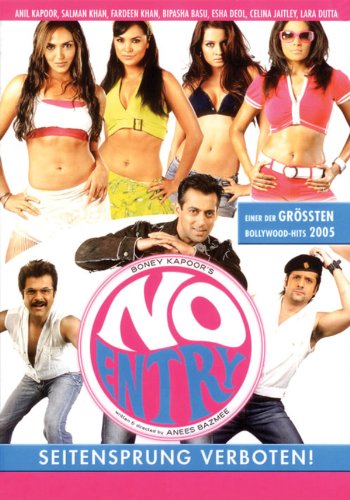 ANIL KAPOOR, SALMAN KHAN, FARDEEN KHAN, BIPASHA BASU, ESHA DEOL, CELINA JAITLEY, LARA DUTTA
EINER DER GRÖSSTEN
BOLLYWOOD-HITS 2005
BONEY KAPOOR'S
NO
ENTRY
written & directed by ANEES BAZMEE
SEITENSPRUNG VERBOTEN!